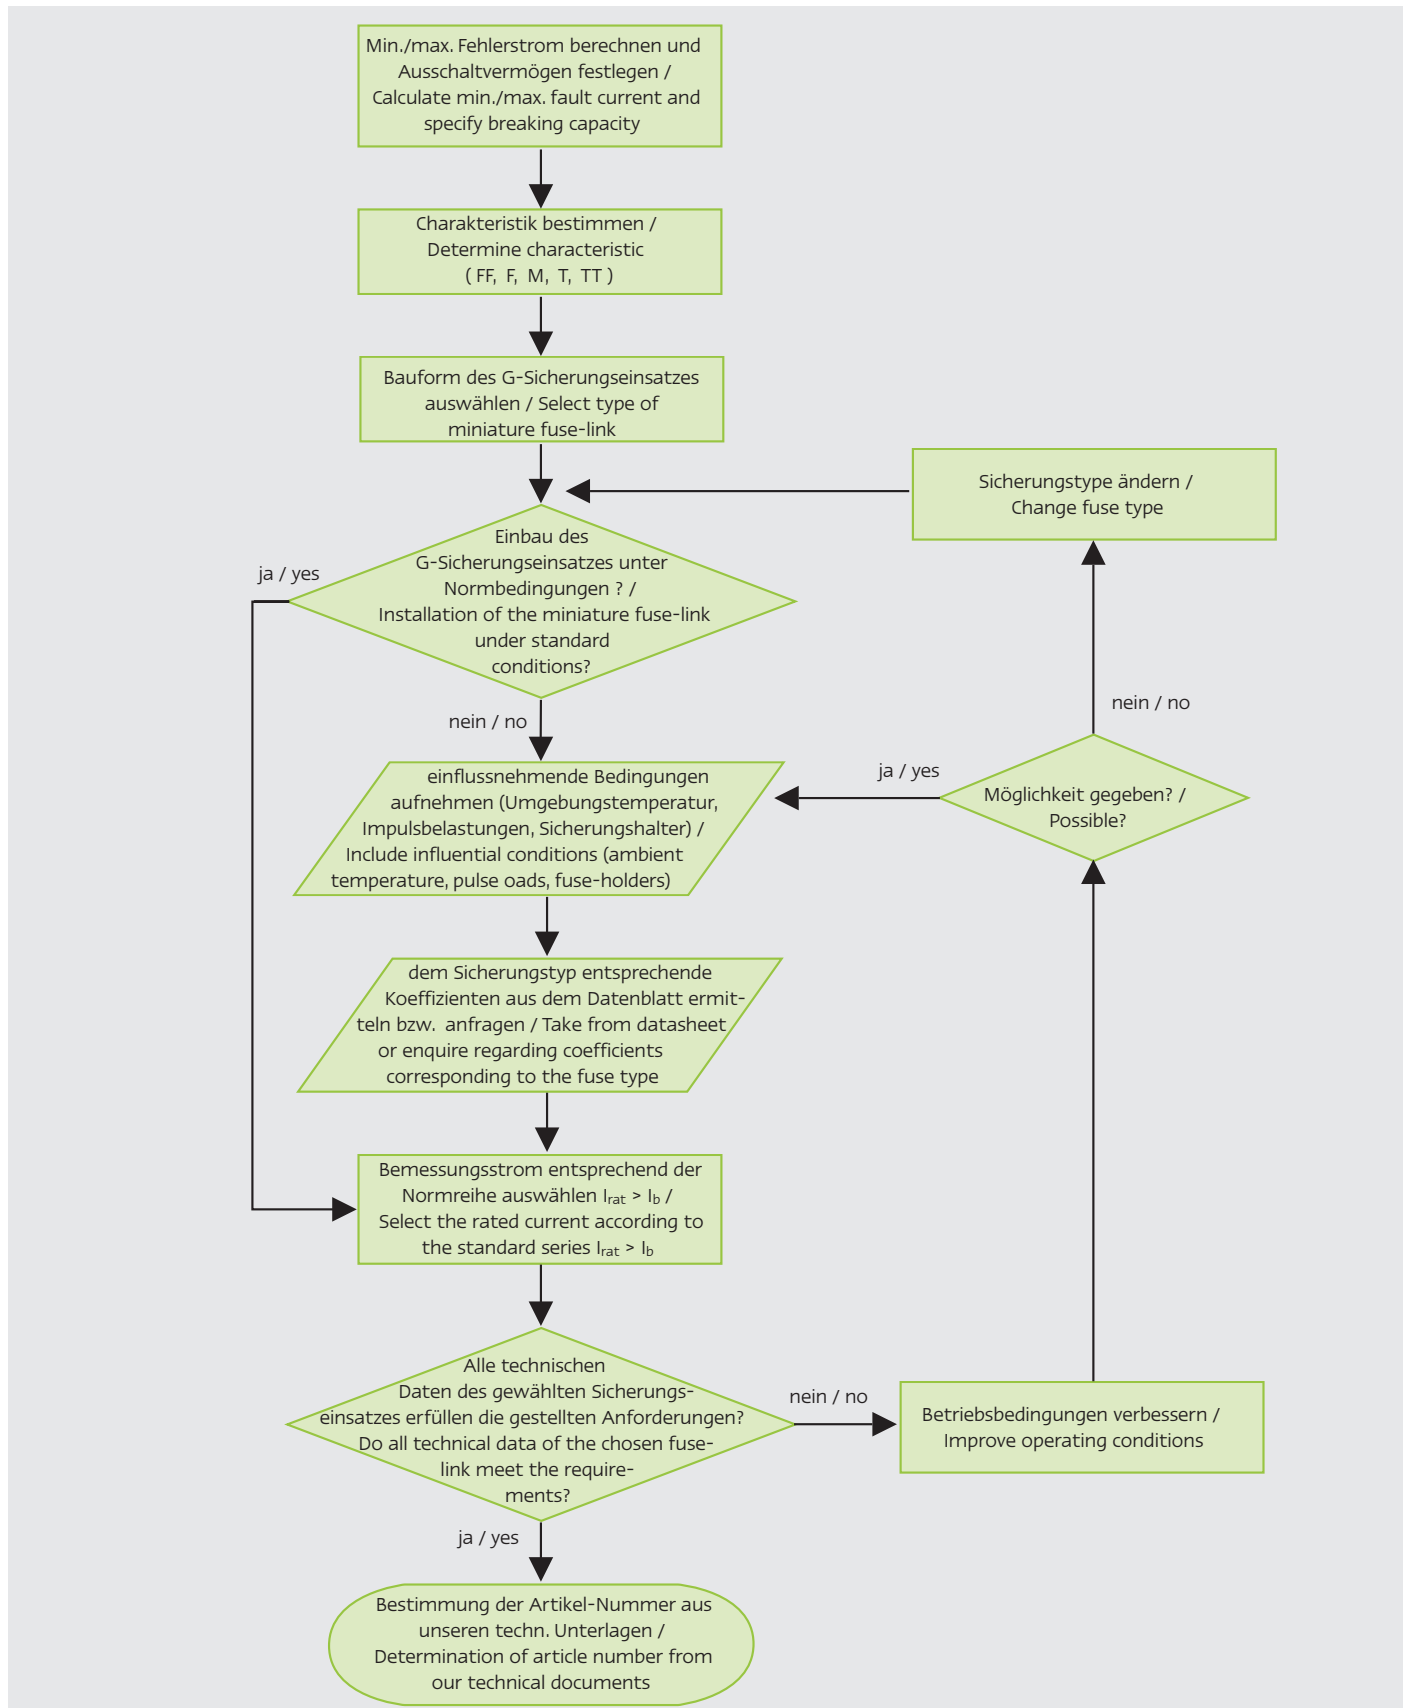 Min./max. Fehlerstrom berechnen und
Ausschaltvermögen festlegen /
Calculate min./max. fault current and
specify breaking capacity
Charakteristik bestimmen /
Determine characteristic
( FF, F, M, T, TT )
Bauform des G-Sicherungseinsatzes
auswählen / Select type of
miniature fuse-link
Sicherungstype ändern /
Change fuse type
Einbau des
G-Sicherungseinsatzes unter
Normbedingungen ? /
Installation of the miniature fuse-link
under standard
conditions?
ja / yes
nein / no
nein / no
einflussnehmende Bedingungen
aufnehmen (Umgebungstemperatur,
Impulsbelastungen, Sicherungshalter) /
Include influential conditions (ambient
temperature, pulse oads, fuse-holders)
ja / yes
Möglichkeit gegeben? /
Possible?
dem Sicherungstyp entsprechende
Koeffizienten aus dem Datenblatt ermit-
teln bzw. anfragen / Take from datasheet
or enquire regarding coefficients
corresponding to the fuse type
Bemessungsstrom entsprechend der
Normreihe auswählen Irat > Ib /
Select the rated current according to
the standard series Irat > Ib
Alle technischen
Daten des gewählten Sicherungs-
einsatzes erfüllen die gestellten Anforderungen?
Do all technical data of the chosen fuse-
link meet the require-
ments?
nein / no
Betriebsbedingungen verbessern /
Improve operating conditions
ja / yes
Bestimmung der Artikel-Nummer aus
unseren techn. Unterlagen /
Determination of article number from
our technical documents